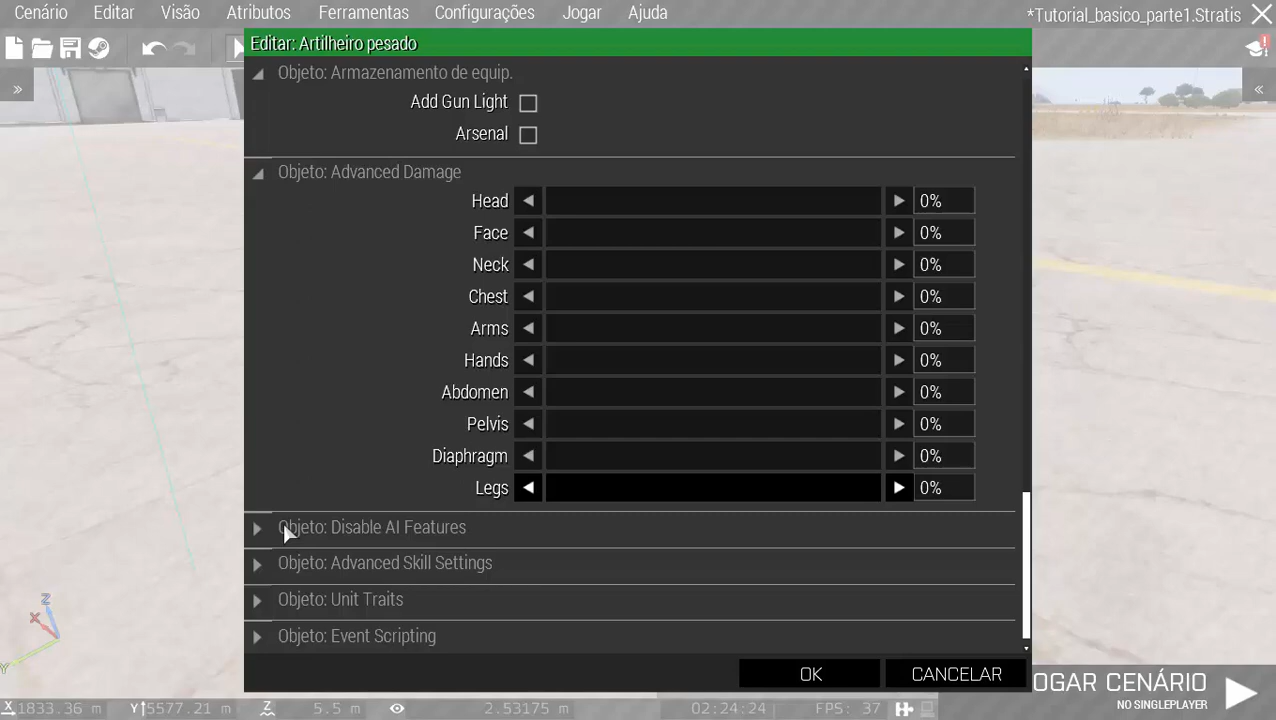 Cenário Editar Visão Atributos Ferramentas Configurações Jogar Ajuda *Tutorial_basico_parte1.Stratis
Editar: Artilheiro pesado
Objeto: Armazenamento de equip.
Add Gun Light
Arsenal
Objeto: Advanced Damage
Head 0%
Face 0%
Neck 0%
Chest 0%
Arms 0%
Hands 0%
Abdomen 0%
Pelvis 0%
Diaphragm 0%
Legs 0%
Objeto: Disable AI Features
Objeto: Advanced Skill Settings
Objeto: Unit Traits
Objeto: Event Scripting
OK CANCELAR
OGAR CENÁRIO
NO SINGLEPLAYER
Z
X
Y
X 1833.36 m Y 5577.21 m Z 5.5 m 2.53175 m 02:24:24 FPS: 37